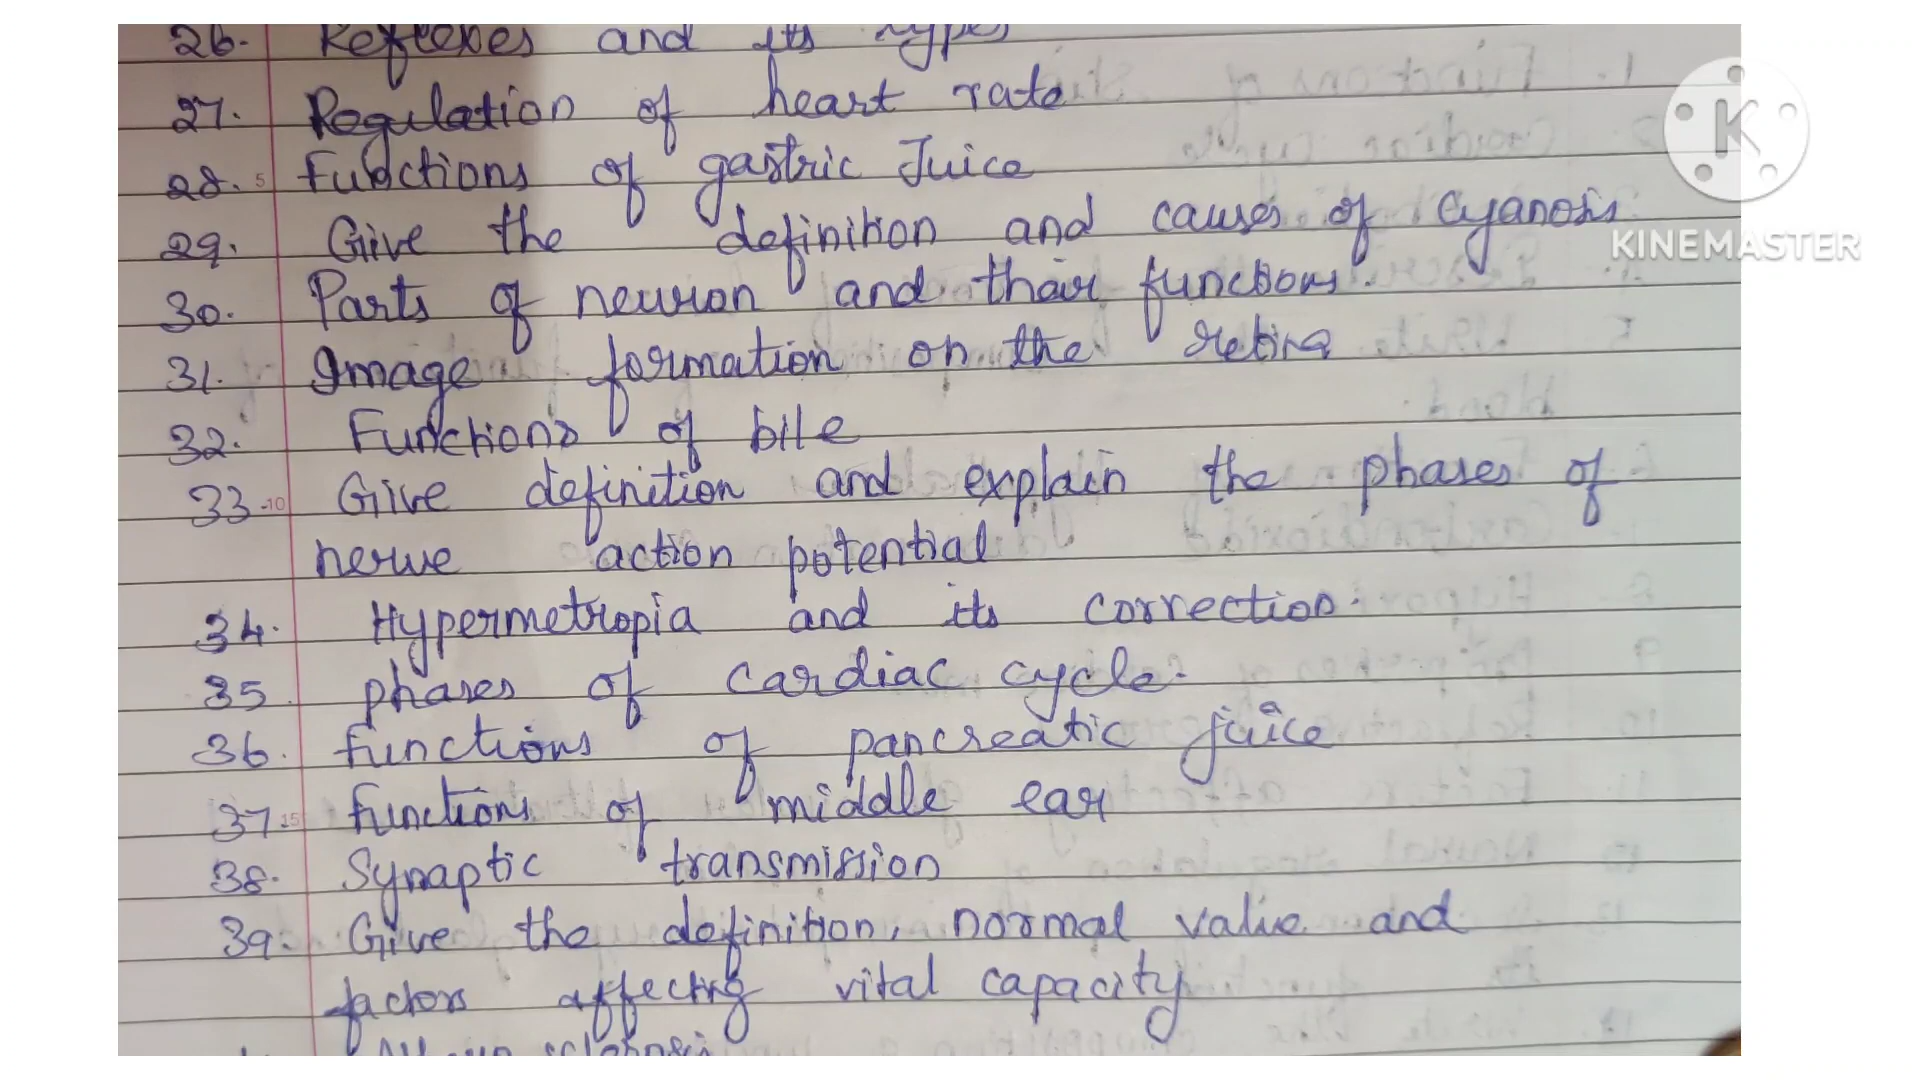 26. Reflexes and its types
27. Regulation of heart rate
28. Functions of gastric Juice
29. Give the definition and causes of cyanosis
30. Parts of neuron and their functions.
31. Image formation on the retina
32. Functions of bile
33. Give definition and explain the phases of
nerve action potential
34. Hypermetropia and its correction.
35 phases of cardiac cycle.
36. functions of pancreatic juice
37. functions of middle ear
38. Synaptic transmission
39. Give the definition, normal value and
factors affecting vital capacity
KINEMASTER